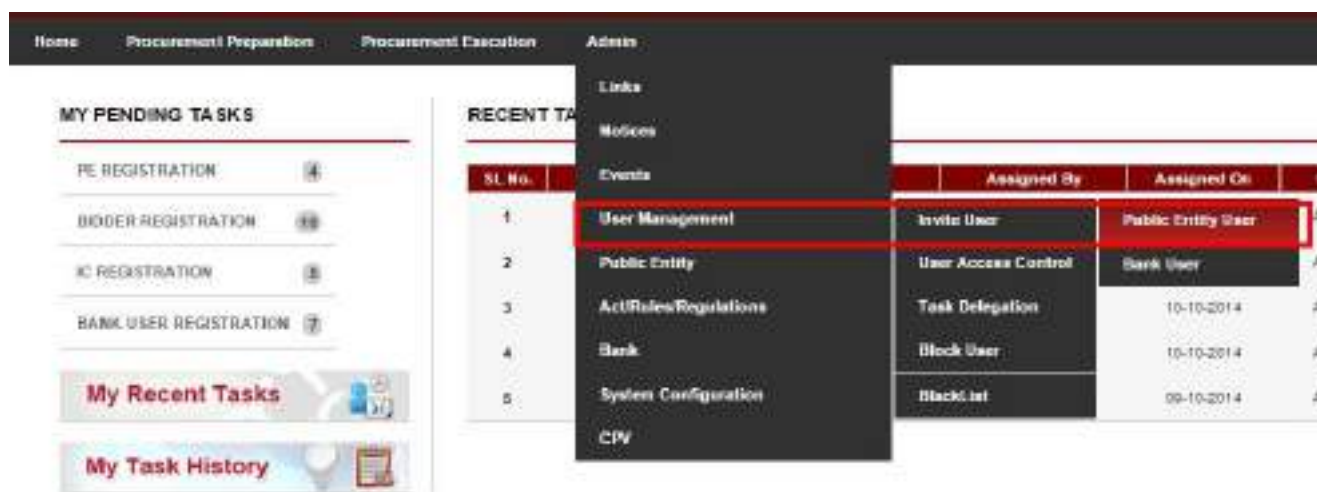 Home Procurement Preparation Procurement Execution Admin
MY PENDING TASKS
PE REGISTRATION 4
BIDDER REGISTRATION
IC REGISTRATION
BANK USER REGISTRATION 7
My Recent Tasks
My Task History
RECENT TA
SL No. Assigned By Assigned On
1
2
3 10-10-2014
4 10-10-2014
5 09-10-2014
Links
Notices
Events
User Management
Public Entity
Act/Rules/Regulations
Bank
System Configuration
CPV
Invite User
User Access Control
Task Delegation
Block User
BlackList
Public Entity User
Bank User